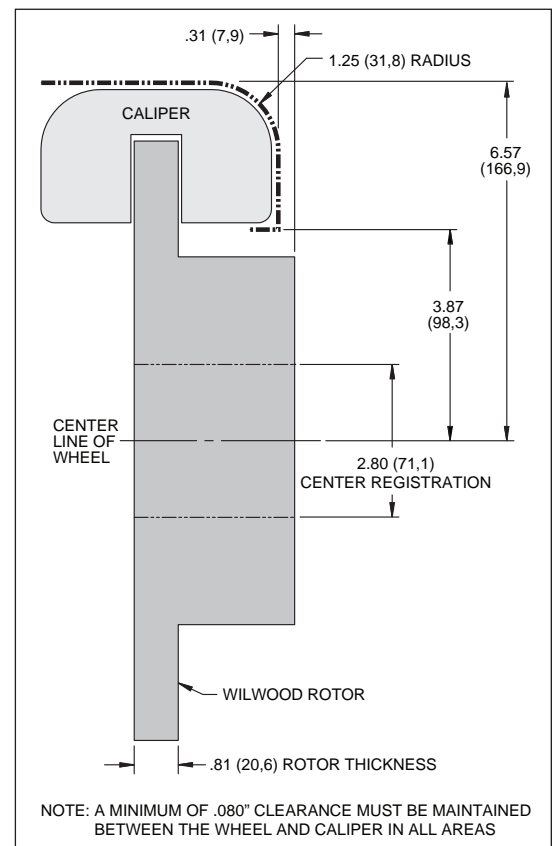 .31 (7,9)
1.25 (31,8) RADIUS
CALIPER
6.57
(166,9)
3.87
(98,3)
CENTER
LINE OF
WHEEL
2.80 (71,1)
CENTER REGISTRATION
WILWOOD ROTOR
.81 (20,6) ROTOR THICKNESS
NOTE: A MINIMUM OF .080" CLEARANCE MUST BE MAINTAINED
BETWEEN THE WHEEL AND CALIPER IN ALL AREAS